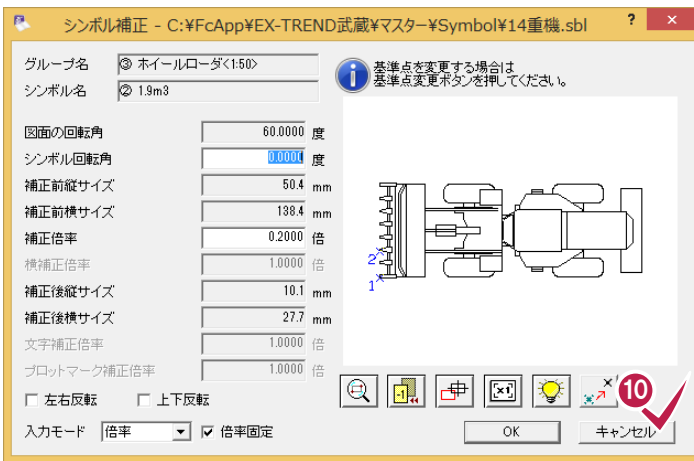 シンボル補正 - C:¥FcApp¥EX-TREND武蔵¥マスター¥Symbol¥14重機.sbl ? ×
グループ名 ③ ホイールローダ<1:50>
シンボル名 ② 1.9m3
基準点を変更する場合は
基準点変更ボタンを押してください。
図面の回転角 60.0000 度
シンボル回転角 0.0000 度
補正前縦サイズ 50.4 mm
補正前横サイズ 138.4 mm
補正倍率 0.2000 倍
横補正倍率 1.0000 倍
補正後縦サイズ 10.1 mm
補正後横サイズ 27.7 mm
文字補正倍率 1.0000 倍
プロットマーク補正倍率 1.0000 倍
2
1
左右反転 上下反転
-1
×1
10
入力モード 倍率 倍率固定
OK キャンセル